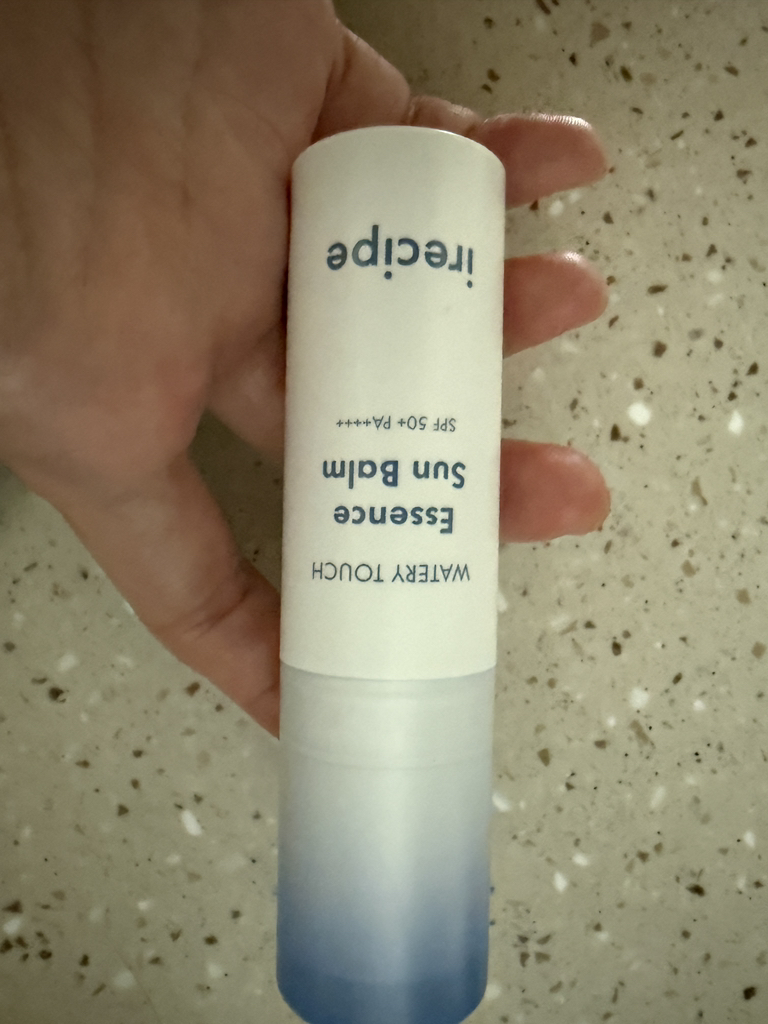 WATERY TOUCH
Essence
Sun Balm
SPF 50+ PA++++
irecipe